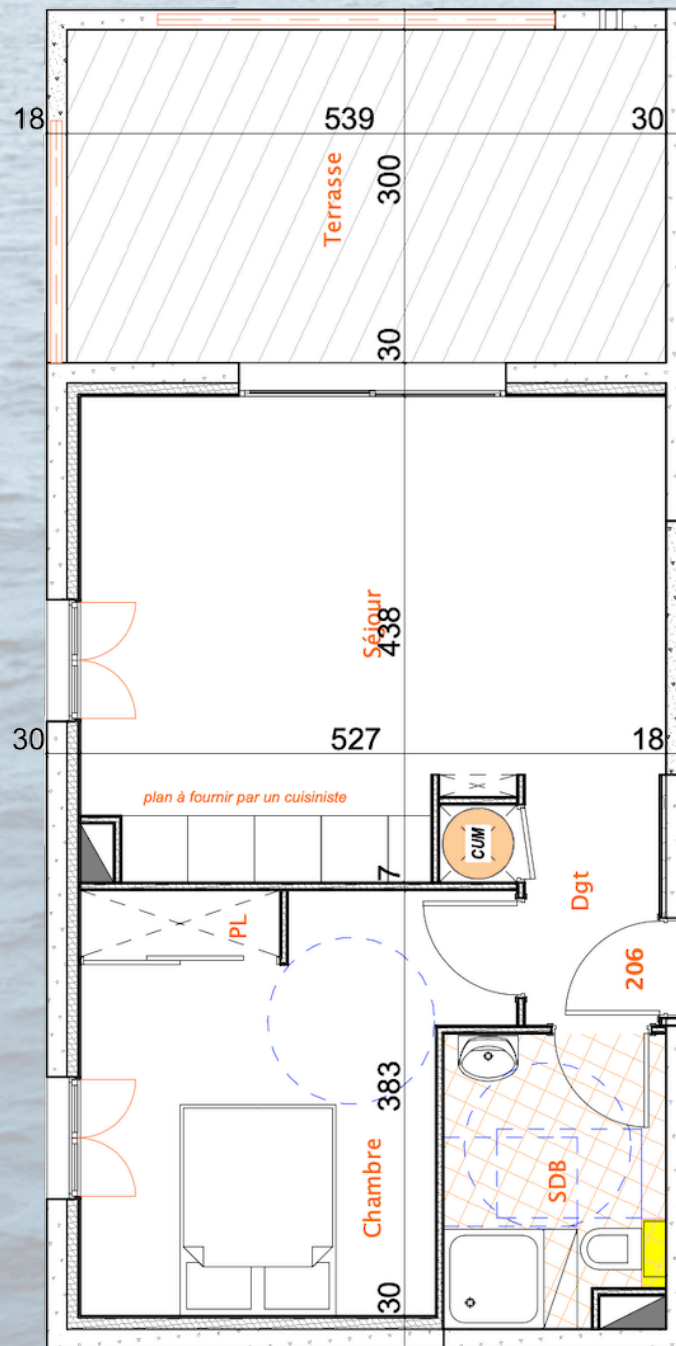 18
539
30
300
Terrasse
30
Séjour
438
30
527
18
plan à fournir par un cuisiniste
CUM
7
Dgt
PL
206
383
Chambre
SDB
30